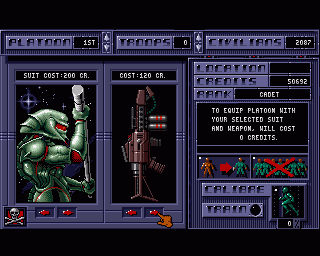 PLATOON 1ST TROOPS 0 CIVILIANS 2087
SUIT COST:200 CR. COST:120 CR.
LOCATION
CREDITS 50692
RANK CADET
TO EQUIP PLATOON WITH
YOUR SELECTED SUIT
AND WEAPON, WILL COST
0 CREDITS.
CALIBRE
TRAIN
0